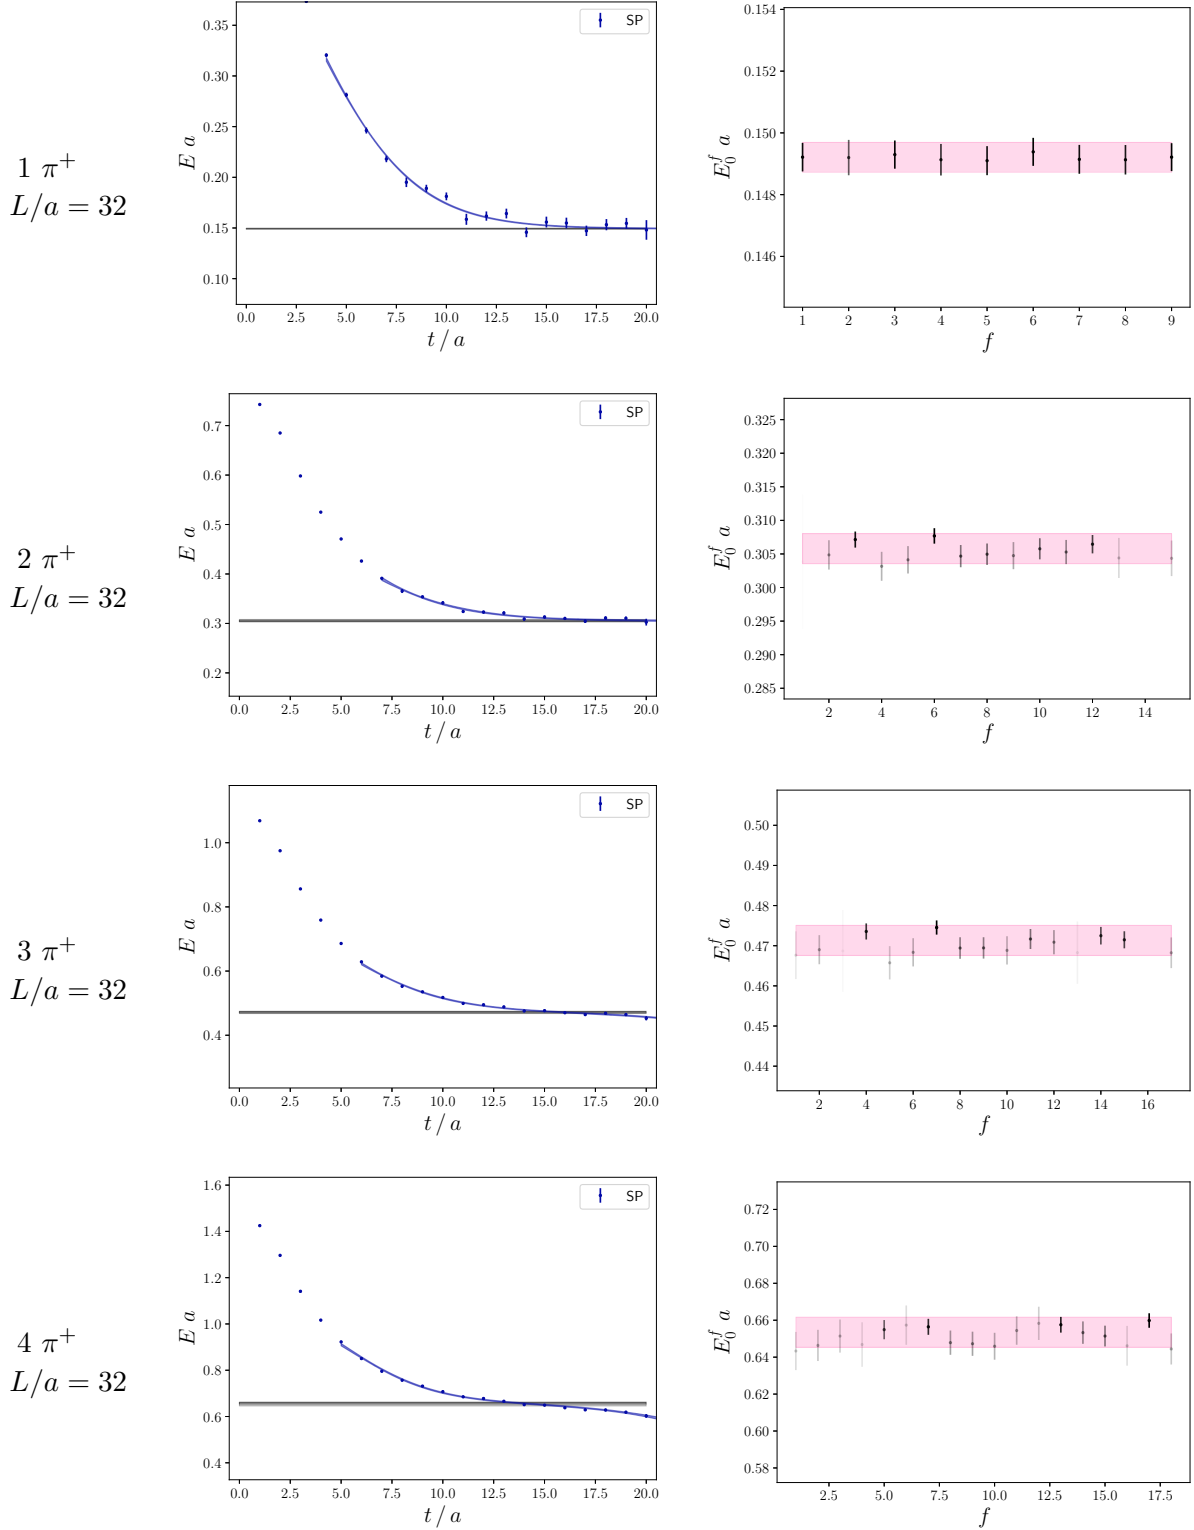 1 π⁺
L/a = 32
E a
0.35
0.30
0.25
0.20
0.15
0.10
SP
0.0 2.5 5.0 7.5 10.0 12.5 15.0 17.5 20.0
t / a
E₀ᶠ a
0.154
0.152
0.150
0.148
0.146
1 2 3 4 5 6 7 8 9
f
2 π⁺
L/a = 32
E a
0.7
0.6
0.5
0.4
0.3
0.2
SP
0.0 2.5 5.0 7.5 10.0 12.5 15.0 17.5 20.0
t / a
E₀ᶠ a
0.325
0.320
0.315
0.310
0.305
0.300
0.295
0.290
0.285
2 4 6 8 10 12 14
f
3 π⁺
L/a = 32
E a
1.0
0.8
0.6
0.4
SP
0.0 2.5 5.0 7.5 10.0 12.5 15.0 17.5 20.0
t / a
E₀ᶠ a
0.50
0.49
0.48
0.47
0.46
0.45
0.44
2 4 6 8 10 12 14 16
f
4 π⁺
L/a = 32
E a
1.6
1.4
1.2
1.0
0.8
0.6
0.4
SP
0.0 2.5 5.0 7.5 10.0 12.5 15.0 17.5 20.0
t / a
E₀ᶠ a
0.72
0.70
0.68
0.66
0.64
0.62
0.60
0.58
2.5 5.0 7.5 10.0 12.5 15.0 17.5
f